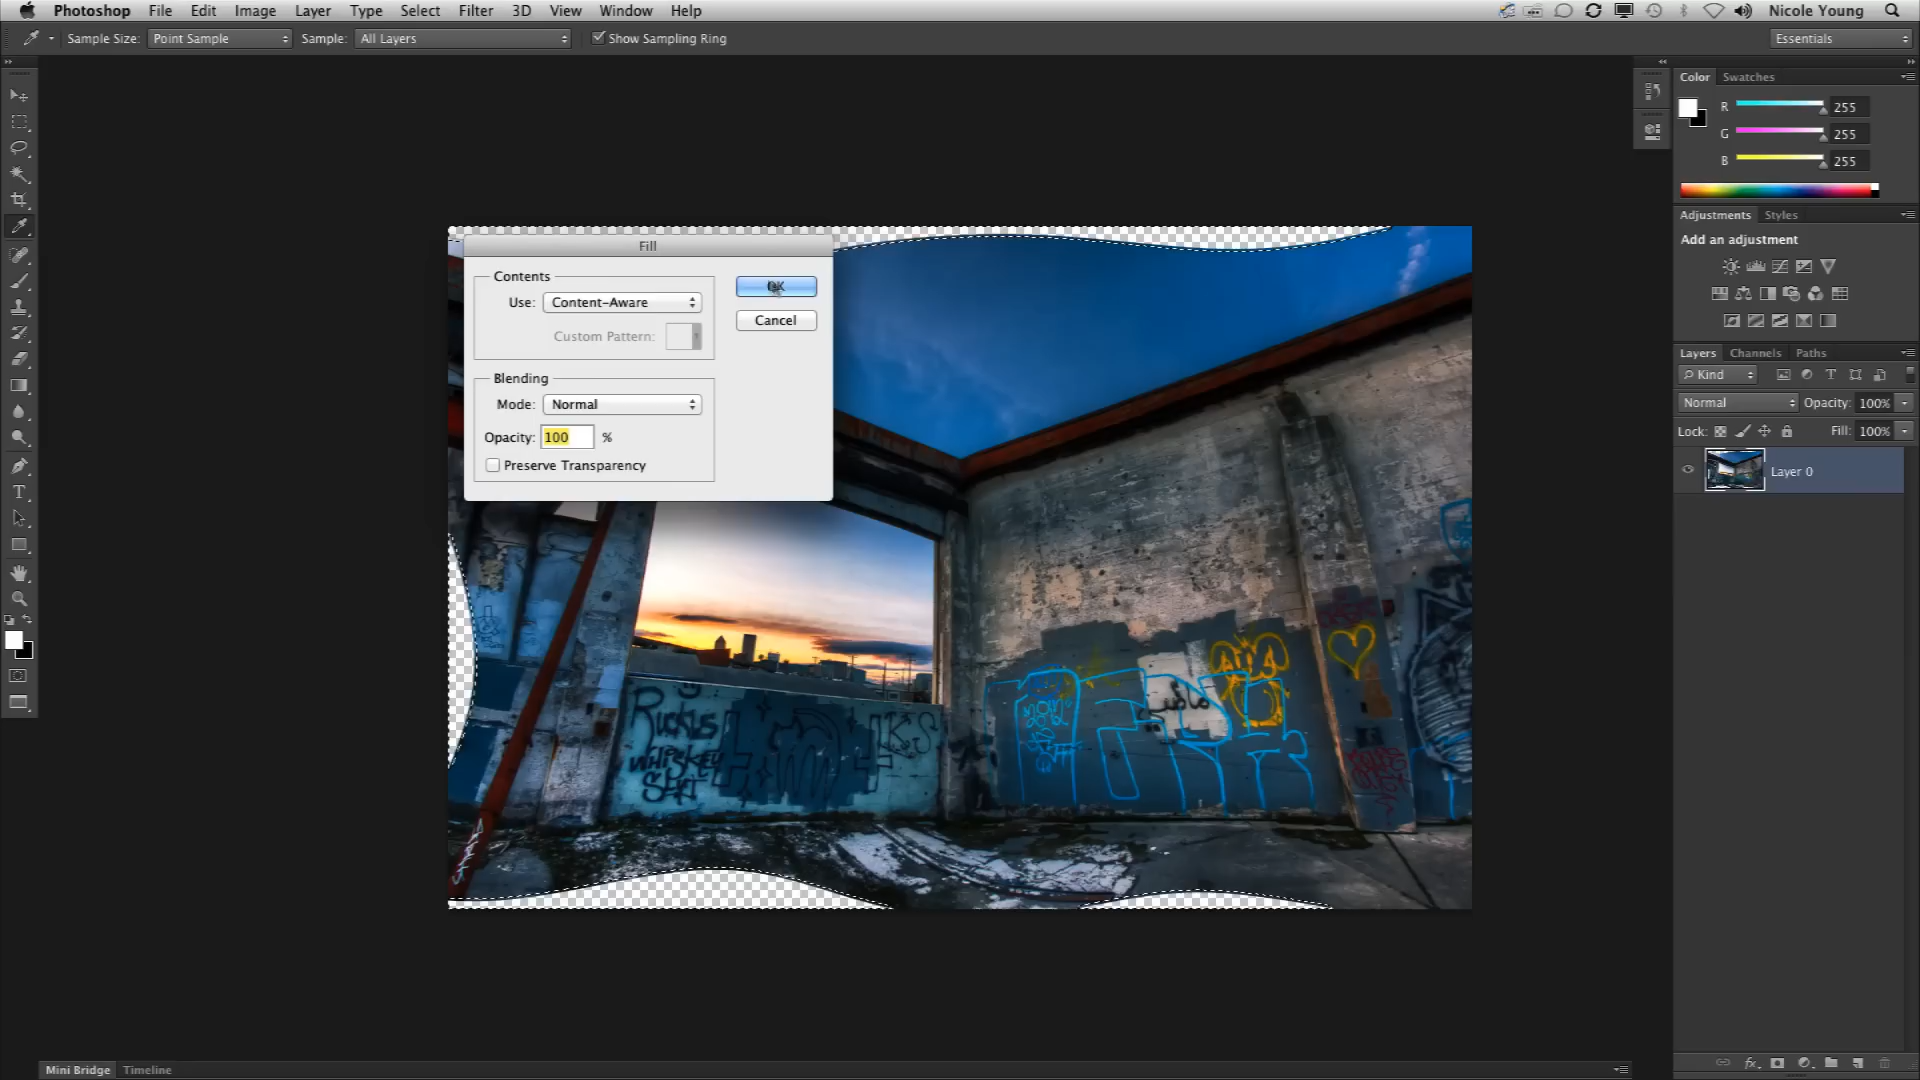 Photoshop File Edit Image Layer Type Select Filter 3D View Window Help Nicole Young
Sample Size: Point Sample Sample: All Layers Show Sampling Ring Essentials
Color Swatches
R 255
G 255
B 255
Adjustments Styles
Add an adjustment
Layers Channels Paths
Kind
Normal Opacity: 100%
Lock: Fill: 100%
Layer 0
Fill
Contents
Use: Content-Aware
OK
Custom Pattern:
Cancel
Blending
Mode: Normal
Opacity: 100 %
Preserve Transparency
Ruckus
Whiskey
Mini Bridge Timeline